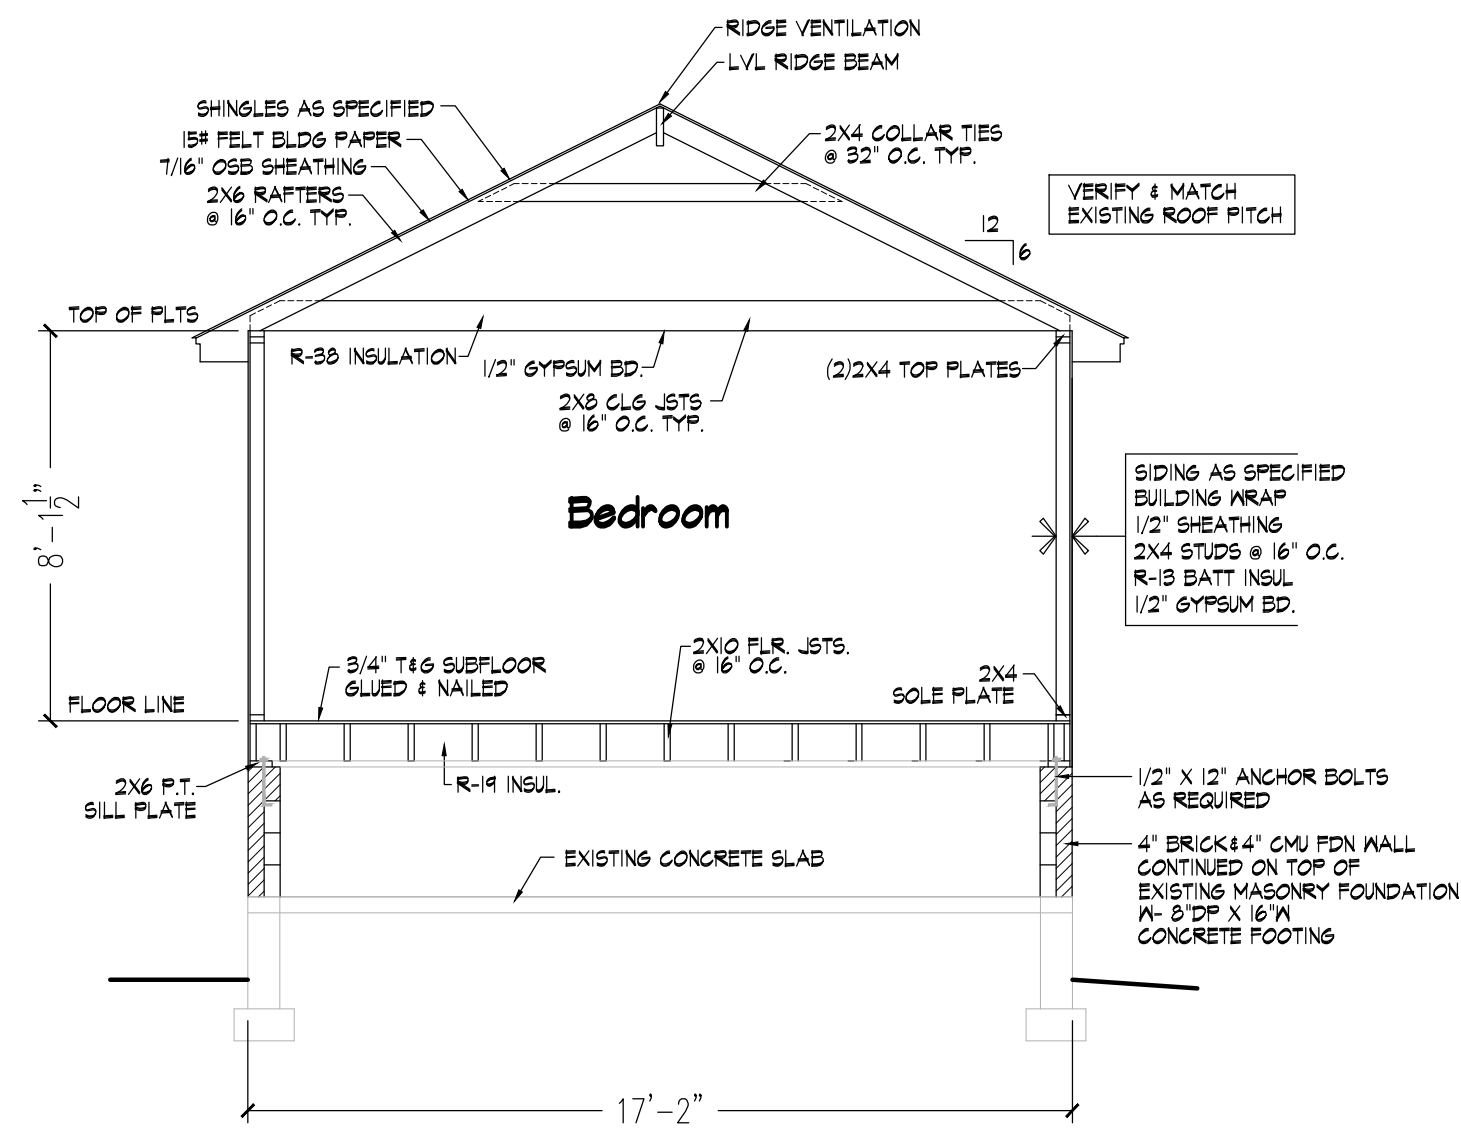 RIDGE VENTILATION
LVL RIDGE BEAM
SHINGLES AS SPECIFIED
15# FELT BLDG PAPER
7/16" OSB SHEATHING
2X6 RAFTERS
@ 16" O.C. TYP.
2X4 COLLAR TIES
@ 32" O.C. TYP.
VERIFY & MATCH
EXISTING ROOF PITCH
12
6
TOP OF PLTS
R-38 INSULATION
1/2" GYPSUM BD.
2X8 CLG JSTS
@ 16" O.C. TYP.
(2)2X4 TOP PLATES
8'-1 1/2"
Bedroom
SIDING AS SPECIFIED
BUILDING WRAP
1/2" SHEATHING
2X4 STUDS @ 16" O.C.
R-13 BATT INSUL
1/2" GYPSUM BD.
3/4" T&G SUBFLOOR
GLUED & NAILED
2X10 FLR. JSTS.
@ 16" O.C.
2X4
SOLE PLATE
FLOOR LINE
2X6 P.T.
SILL PLATE
R-19 INSUL.
1/2" X 12" ANCHOR BOLTS
AS REQUIRED
EXISTING CONCRETE SLAB
4" BRICK& 4" CMU FDN WALL
CONTINUED ON TOP OF
EXISTING MASONRY FOUNDATION
W- 8"DP X 16"W
CONCRETE FOOTING
17'-2"